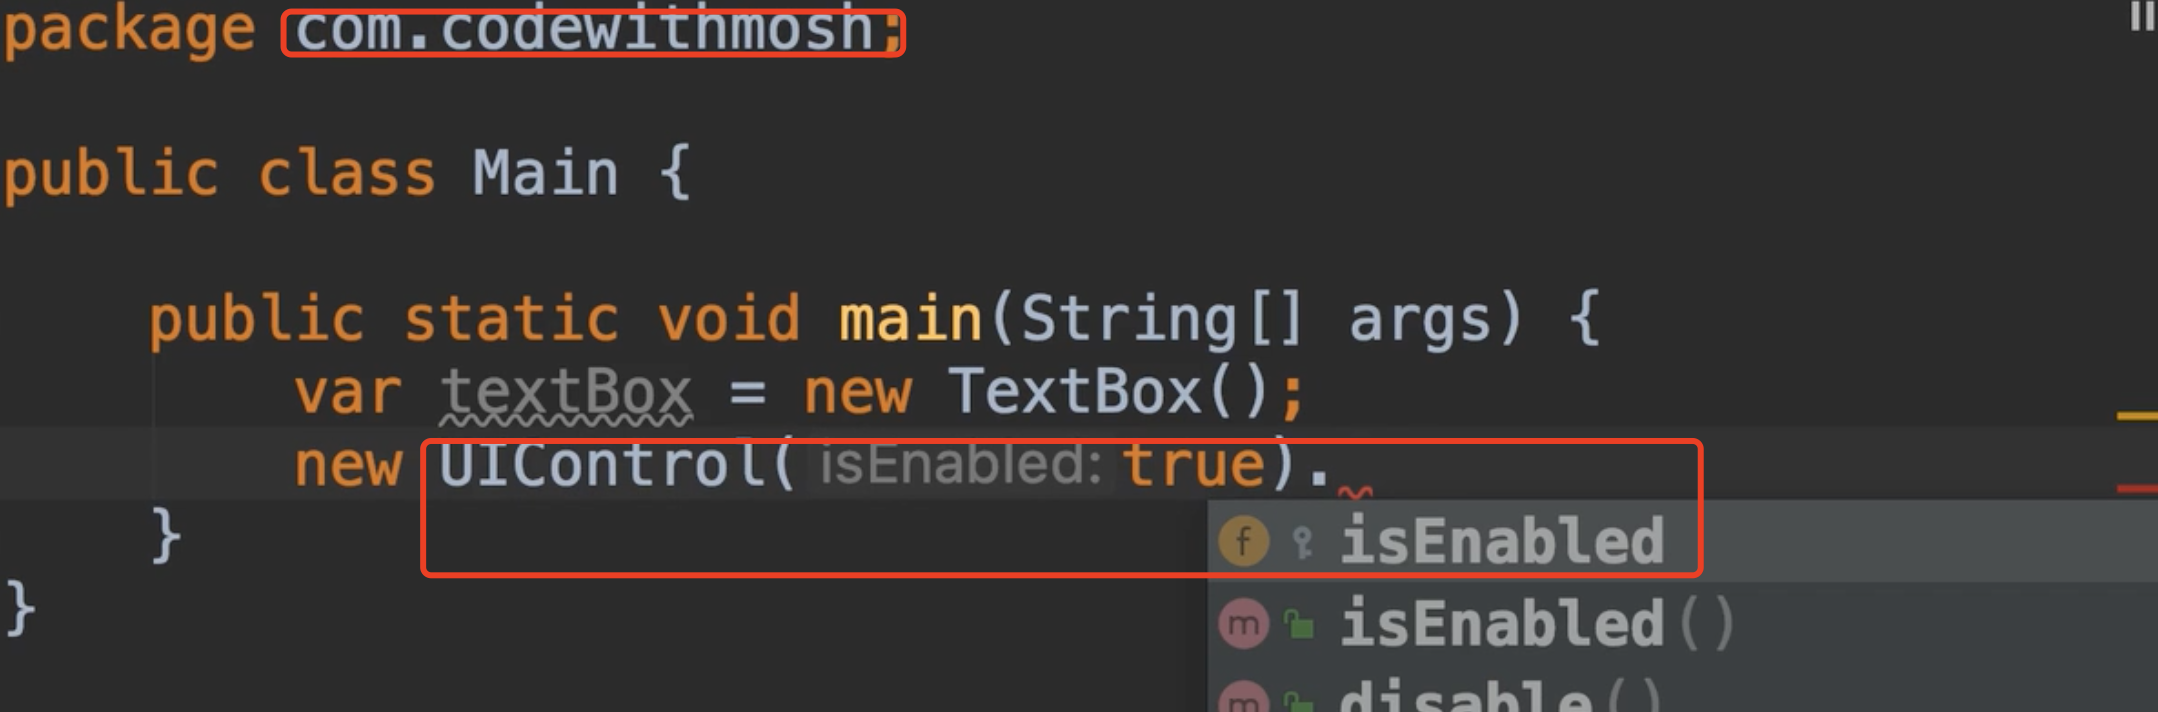 package com.codewithmosh;
public class Main {
public static void main(String[] args) {
var textBox = new TextBox();
new UIControl( isEnabled: true).
f isEnabled
}
m isEnabled()
}
m disable()